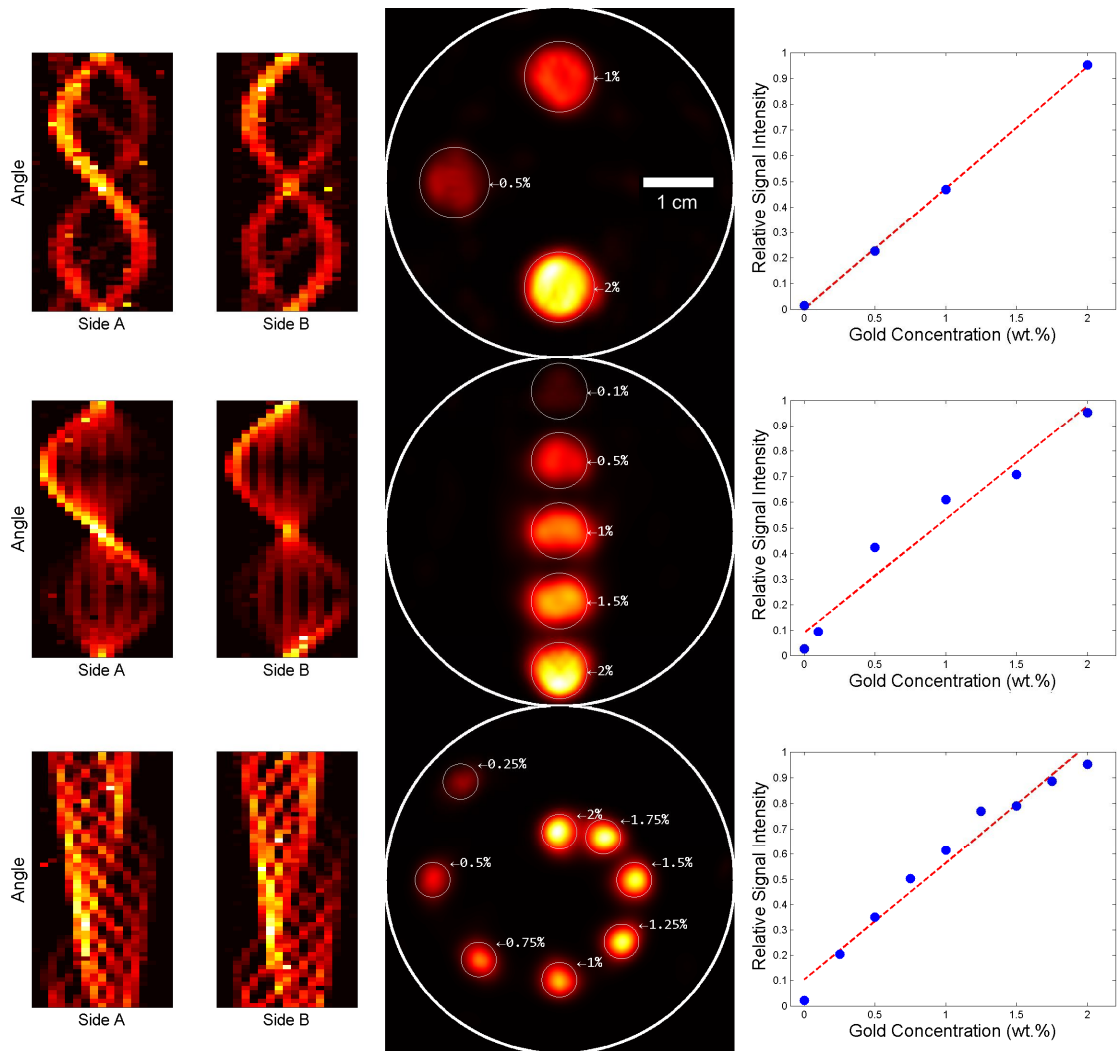 Angle
Side A
Side B
←1%
←0.5%
1 cm
←2%
Relative Signal Intensity
1
0.9
0.8
0.7
0.6
0.5
0.4
0.3
0.2
0.1
0
0 0.5 1 1.5 2
Gold Concentration (wt.%)
Angle
Side A
Side B
←0.1%
←0.5%
←1%
←1.5%
←2%
Relative Signal Intensity
1
0.9
0.8
0.7
0.6
0.5
0.4
0.3
0.2
0.1
0
0 0.5 1 1.5 2
Gold Concentration (wt.%)
Angle
Side A
Side B
←0.25%
←2%
←1.75%
←0.5%
←1.5%
←0.75%
←1.25%
←1%
Relative Signal Intensity
1
0.9
0.8
0.7
0.6
0.5
0.4
0.3
0.2
0.1
0
0 0.5 1 1.5 2
Gold Concentration (wt.%)